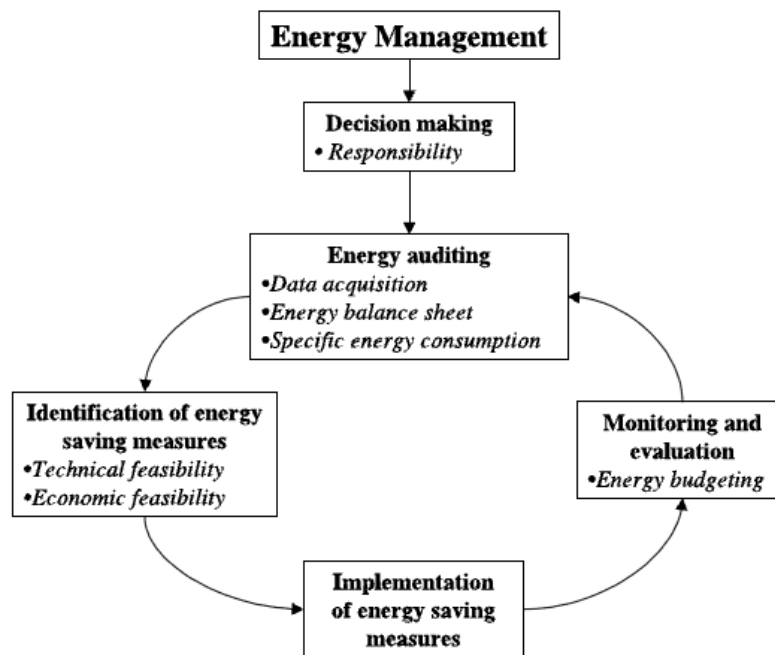 Energy Management
Decision making
• Responsibility
Energy auditing
•Data acquisition
•Energy balance sheet
•Specific energy consumption
Identification of energy
saving measures
•Technical feasibility
•Economic feasibility
Monitoring and
evaluation
•Energy budgeting
Implementation
of energy saving
measures